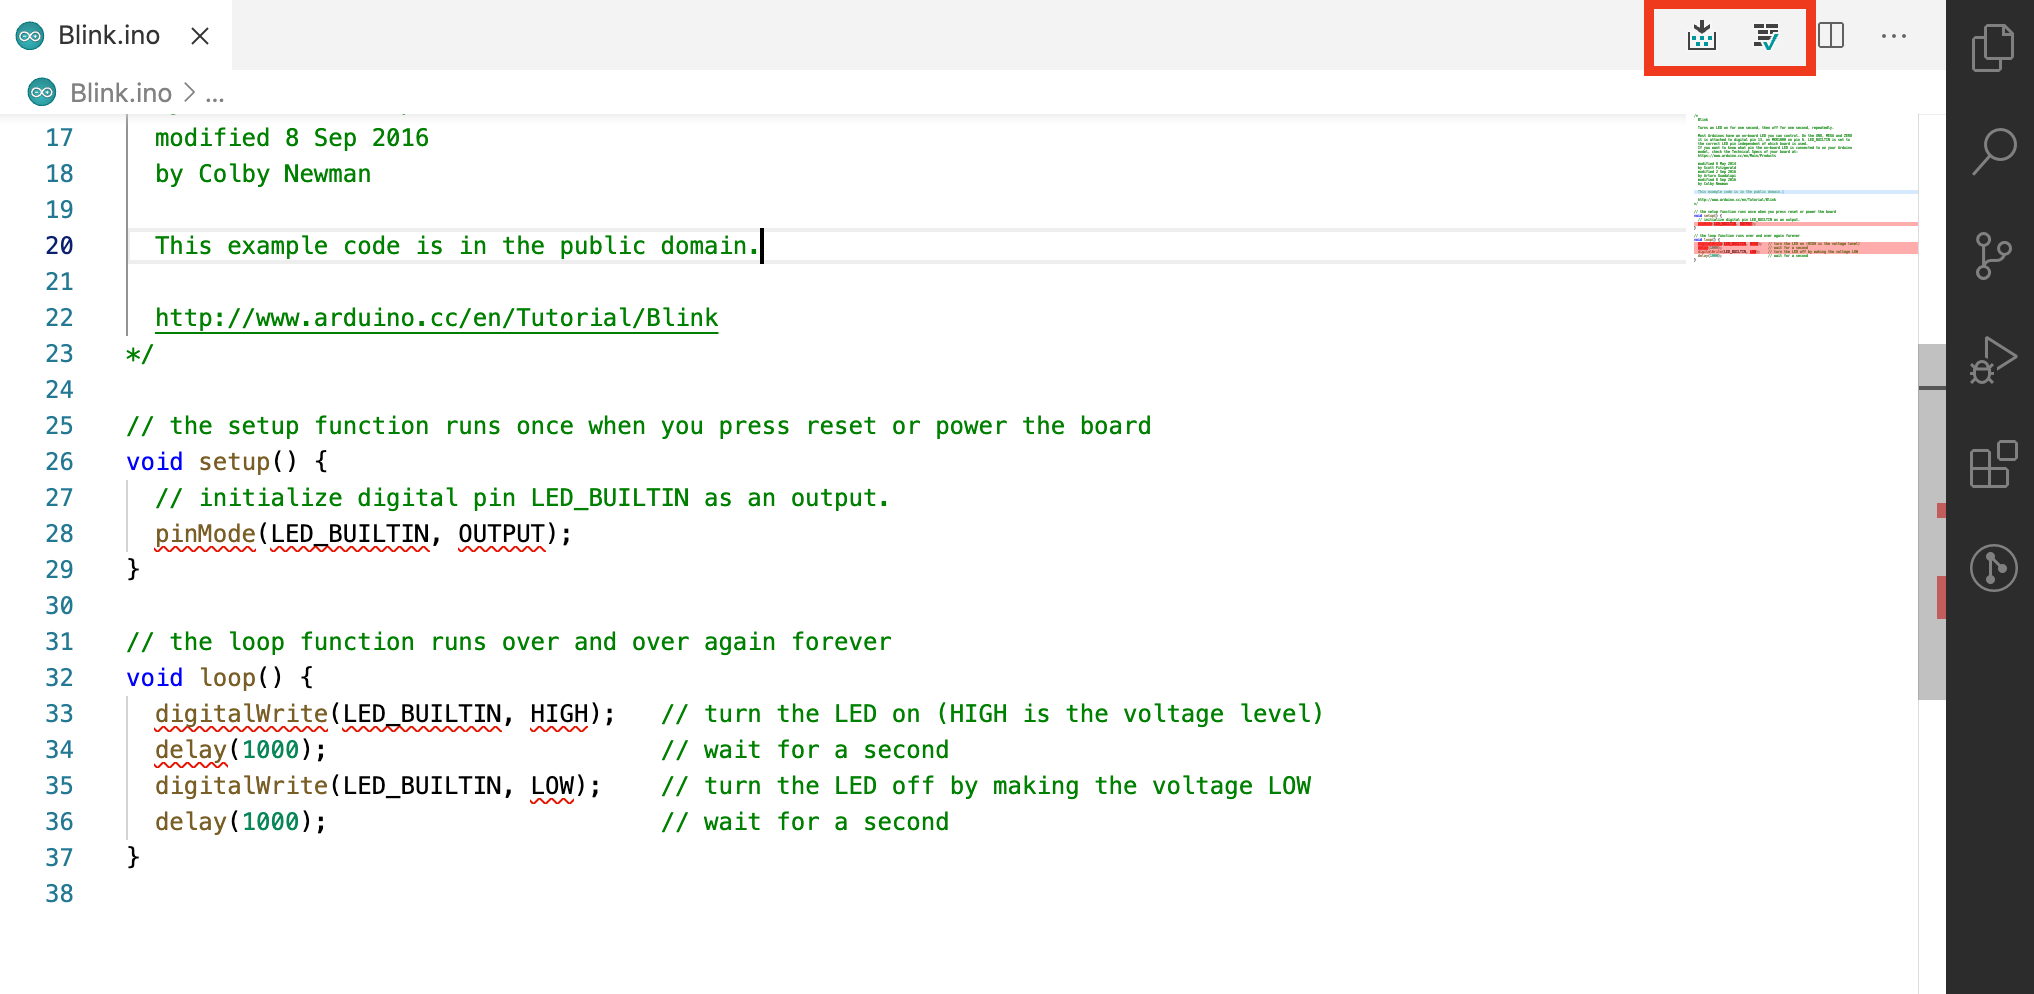 Blink.ino
Blink.ino > ...
17 modified 8 Sep 2016
18 by Colby Newman
19
20 This example code is in the public domain.
21
22 http://www.arduino.cc/en/Tutorial/Blink
23 */
24
25 // the setup function runs once when you press reset or power the board
26 void setup() {
27 // initialize digital pin LED_BUILTIN as an output.
28 pinMode(LED_BUILTIN, OUTPUT);
29 }
30
31 // the loop function runs over and over again forever
32 void loop() {
33 digitalWrite(LED_BUILTIN, HIGH); // turn the LED on (HIGH is the voltage level)
34 delay(1000); // wait for a second
35 digitalWrite(LED_BUILTIN, LOW); // turn the LED off by making the voltage LOW
36 delay(1000); // wait for a second
37 }
38